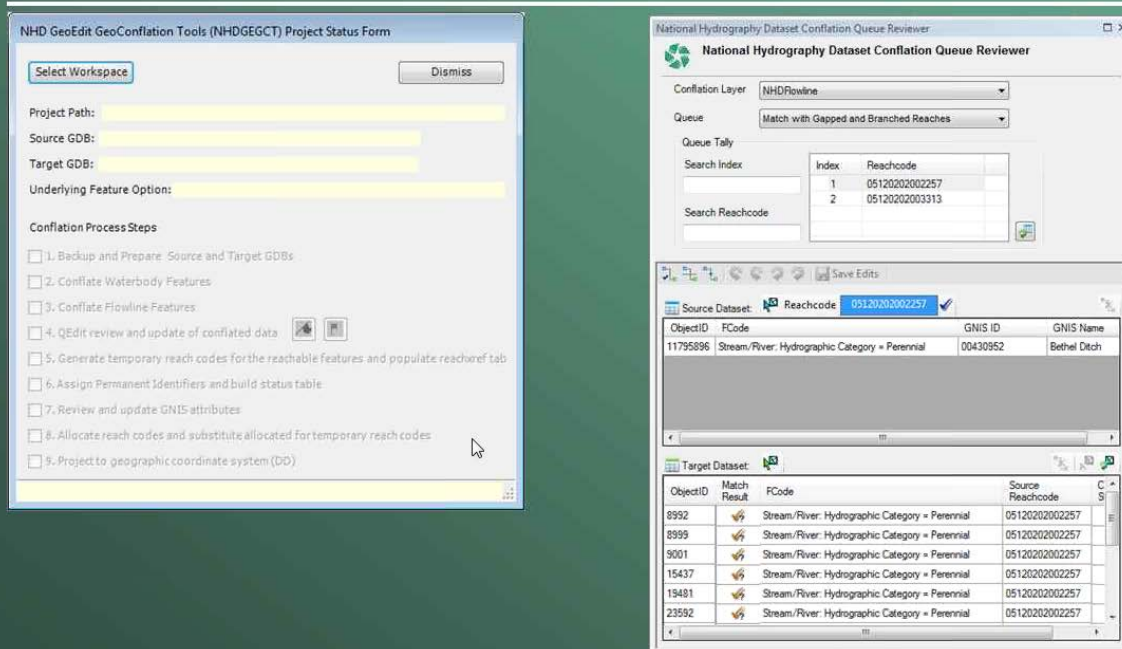 NHD GeoEdit GeoConflation Tools (NHDGEGCT) Project Status Form
Select Workspace
Dismiss
Project Path:
Source GDB:
Target GDB:
Underlying Feature Option:
Conflation Process Steps
1. Backup and Prepare Source and Target GDBs
2. Conflate Waterbody Features
3. Conflate Flowline Features
4. QEdit review and update of conflated data
5. Generate temporary reach codes for the reachable features and populate reachxref tab
6. Assign Permanent Identifiers and build status table
7. Review and update GNIS attributes
8. Allocate reach codes and substitute allocated for temporary reach codes
9. Project to geographic coordinate system (DD)
National Hydrography Dataset Conflation Queue Reviewer
National Hydrography Dataset Conflation Queue Reviewer
Conflation Layer NHDFlowline
Queue Match with Gapped and Branched Reaches
Queue Tally
Search Index
Search Reachcode
Index Reachcode
1 05120202002257
2 05120202003313
Save Edits
Source Dataset: Reachcode 05120202002257
ObjectID FCode GNIS ID GNIS Name
11795896 Stream/River: Hydrographic Category = Perennial 00430952 Bethel Ditch
Target Dataset:
ObjectID Match Result FCode Source Reachcode C S
8992 Stream/River: Hydrographic Category = Perennial 05120202002257
8999 Stream/River: Hydrographic Category = Perennial 05120202002257
9001 Stream/River: Hydrographic Category = Perennial 05120202002257
15437 Stream/River: Hydrographic Category = Perennial 05120202002257
19481 Stream/River: Hydrographic Category = Perennial 05120202002257
23592 Stream/River: Hydrographic Category = Perennial 05120202002257